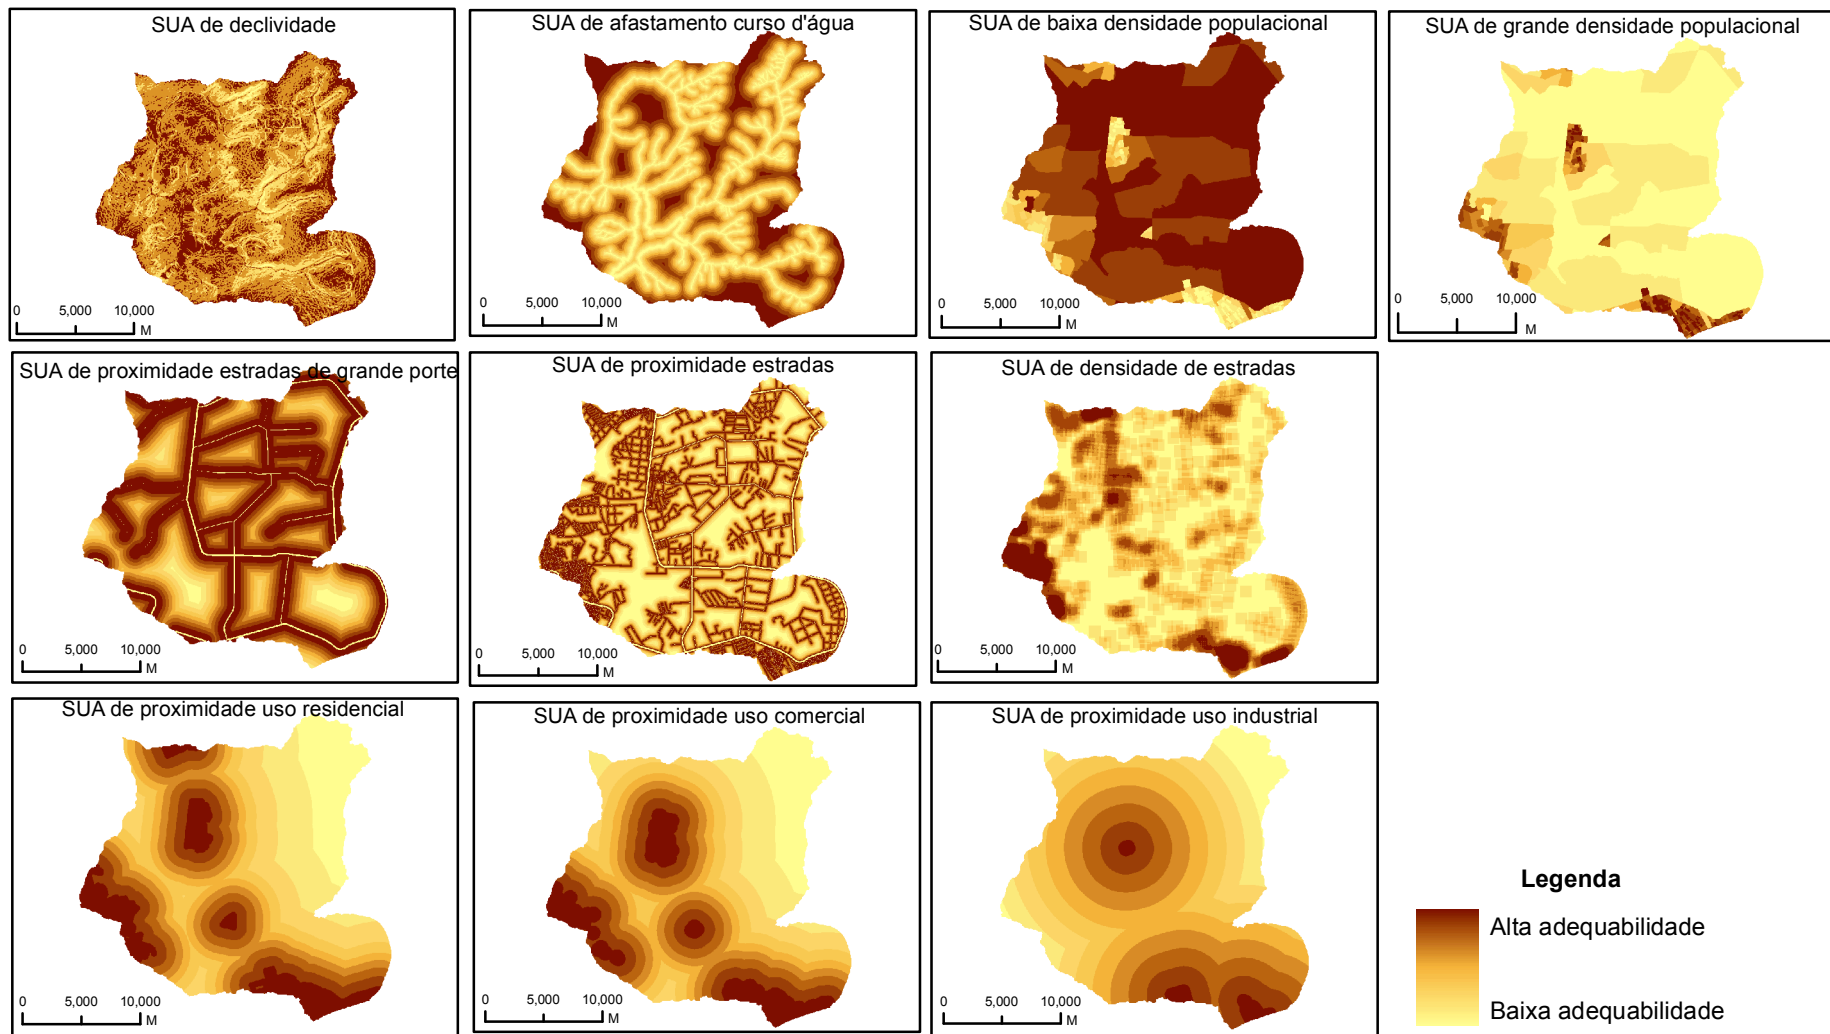 SUA de declividade
0 5,000 10,000
M
SUA de afastamento curso d'água
0 5,000 10,000
M
SUA de baixa densidade populacional
0 5,000 10,000
M
SUA de grande densidade populacional
0 5,000 10,000
M
SUA de proximidade estradas de grande porte
0 5,000 10,000
M
SUA de proximidade estradas
0 5,000 10,000
M
SUA de densidade de estradas
0 5,000 10,000
M
SUA de proximidade uso residencial
0 5,000 10,000
M
SUA de proximidade uso comercial
0 5,000 10,000
M
SUA de proximidade uso industrial
0 5,000 10,000
M
Legenda
Alta adequabilidade
Baixa adequabilidade